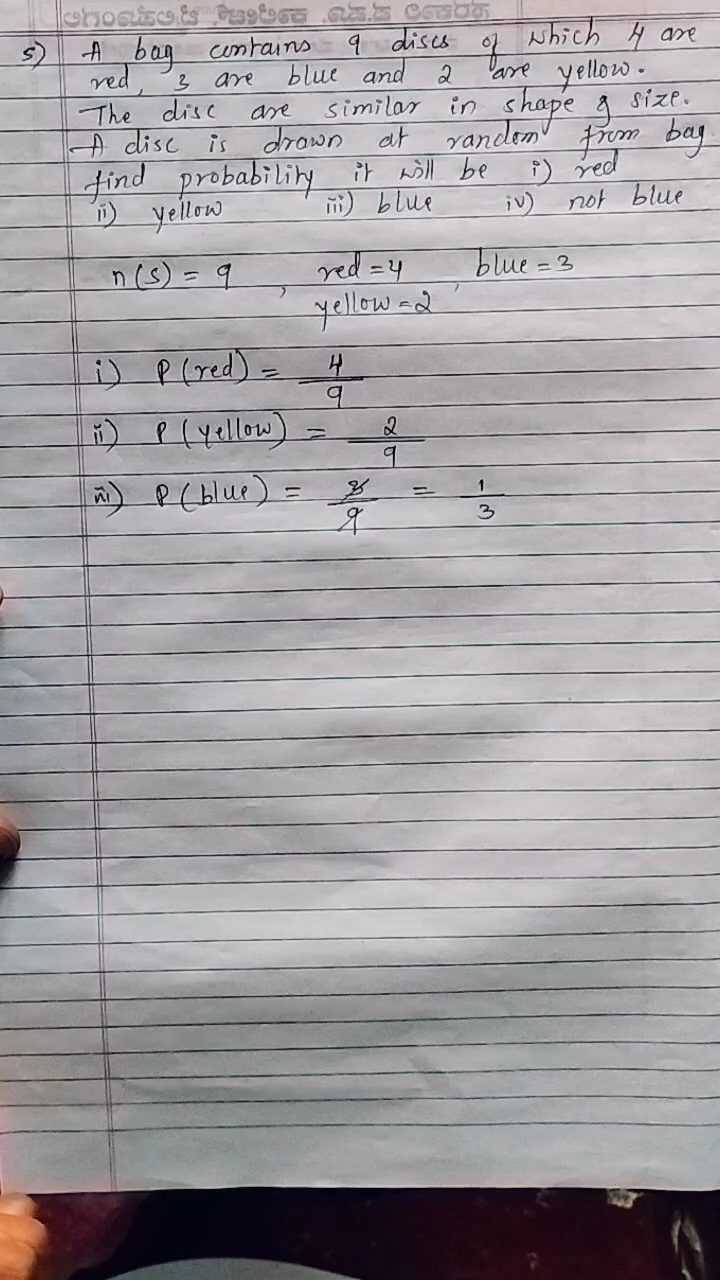 5) A bag contains 9 discs of which 4 are
red, 3 are blue and 2 are yellow.
The disc are similar in shape & size.
A disc is drawn at random from bag
find probability it will be i) red
ii) yellow iii) blue iv) not blue
n(s) = 9 , red = 4 , blue = 3
yellow = 2
i) P(red) = 4/9
ii) P(yellow) = 2/9
iii) P(blue) = 3/9 = 1/3